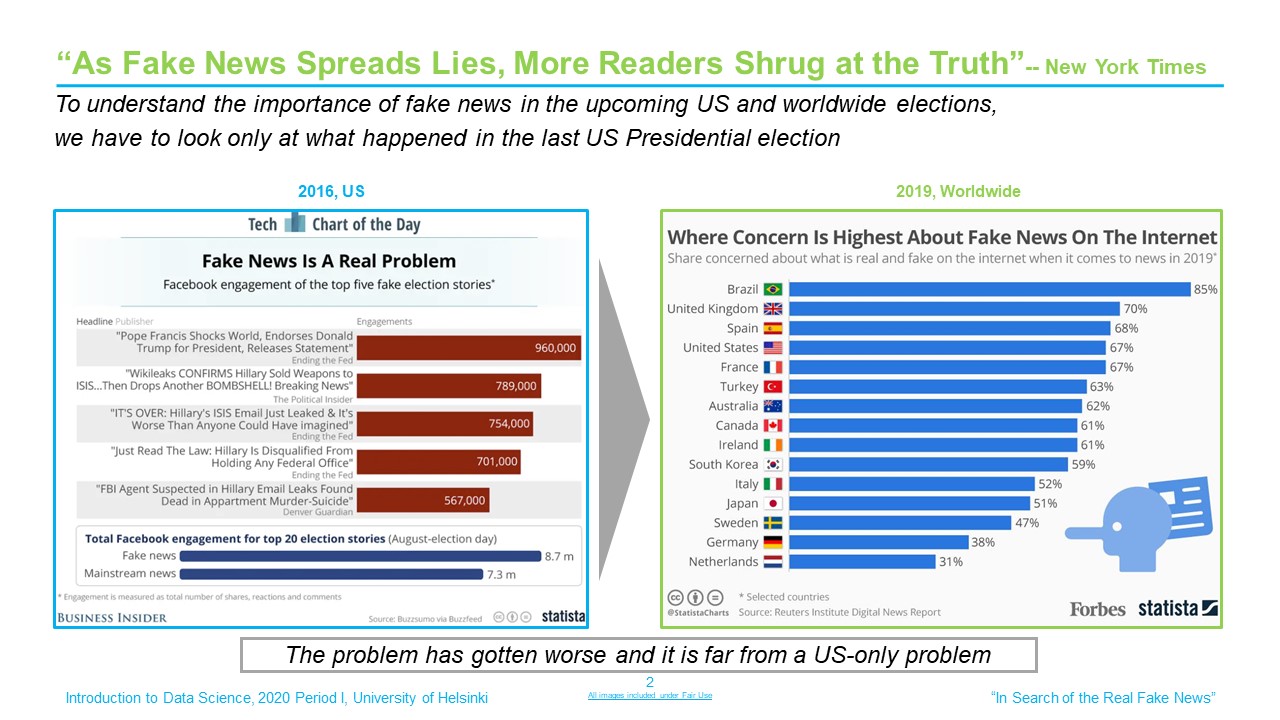 “As Fake News Spreads Lies, More Readers Shrug at the Truth”-- New York Times
To understand the importance of fake news in the upcoming US and worldwide elections,
we have to look only at what happened in the last US Presidential election
2016, US
Tech Chart of the Day
Fake News Is A Real Problem
Facebook engagement of the top five fake election stories*
Headline Publisher Engagements
"Pope Francis Shocks World, Endorses Donald
Trump for President, Releases Statement"
960,000
Ending the Fed
"Wikileaks CONFIRMS Hillary Sold Weapons to
ISIS...Then Drops Another BOMBSHELL! Breaking News"
789,000
The Political Insider
"IT'S OVER: Hillary's ISIS Email Just Leaked & It's
Worse Than Anyone Could Have imagined"
754,000
Ending the Fed
"Just Read The Law: Hillary Is Disqualified From
Holding Any Federal Office"
701,000
Ending the Fed
"FBI Agent Suspected in Hillary Email Leaks Found
Dead in Appartment Murder-Suicide"
567,000
Denver Guardian
Total Facebook engagement for top 20 election stories (August-election day)
Fake news 8.7 m
Mainstream news 7.3 m
* Engagement is measured as total number of shares, reactions and comments
BUSINESS INSIDER
Source: Buzzsumo via Buzzfeed
statista
2019, Worldwide
Where Concern Is Highest About Fake News On The Internet
Share concerned about what is real and fake on the internet when it comes to news in 2019*
Brazil 85%
United Kingdom 70%
Spain 68%
United States 67%
France 67%
Turkey 63%
Australia 62%
Canada 61%
Ireland 61%
South Korea 59%
Italy 52%
Japan 51%
Sweden 47%
Germany 38%
Netherlands 31%
* Selected countries
@StatistaCharts Source: Reuters Institute Digital News Report
Forbes statista
The problem has gotten worse and it is far from a US-only problem
2
Introduction to Data Science, 2020 Period I, University of Helsinki
All images included under Fair Use
“In Search of the Real Fake News”